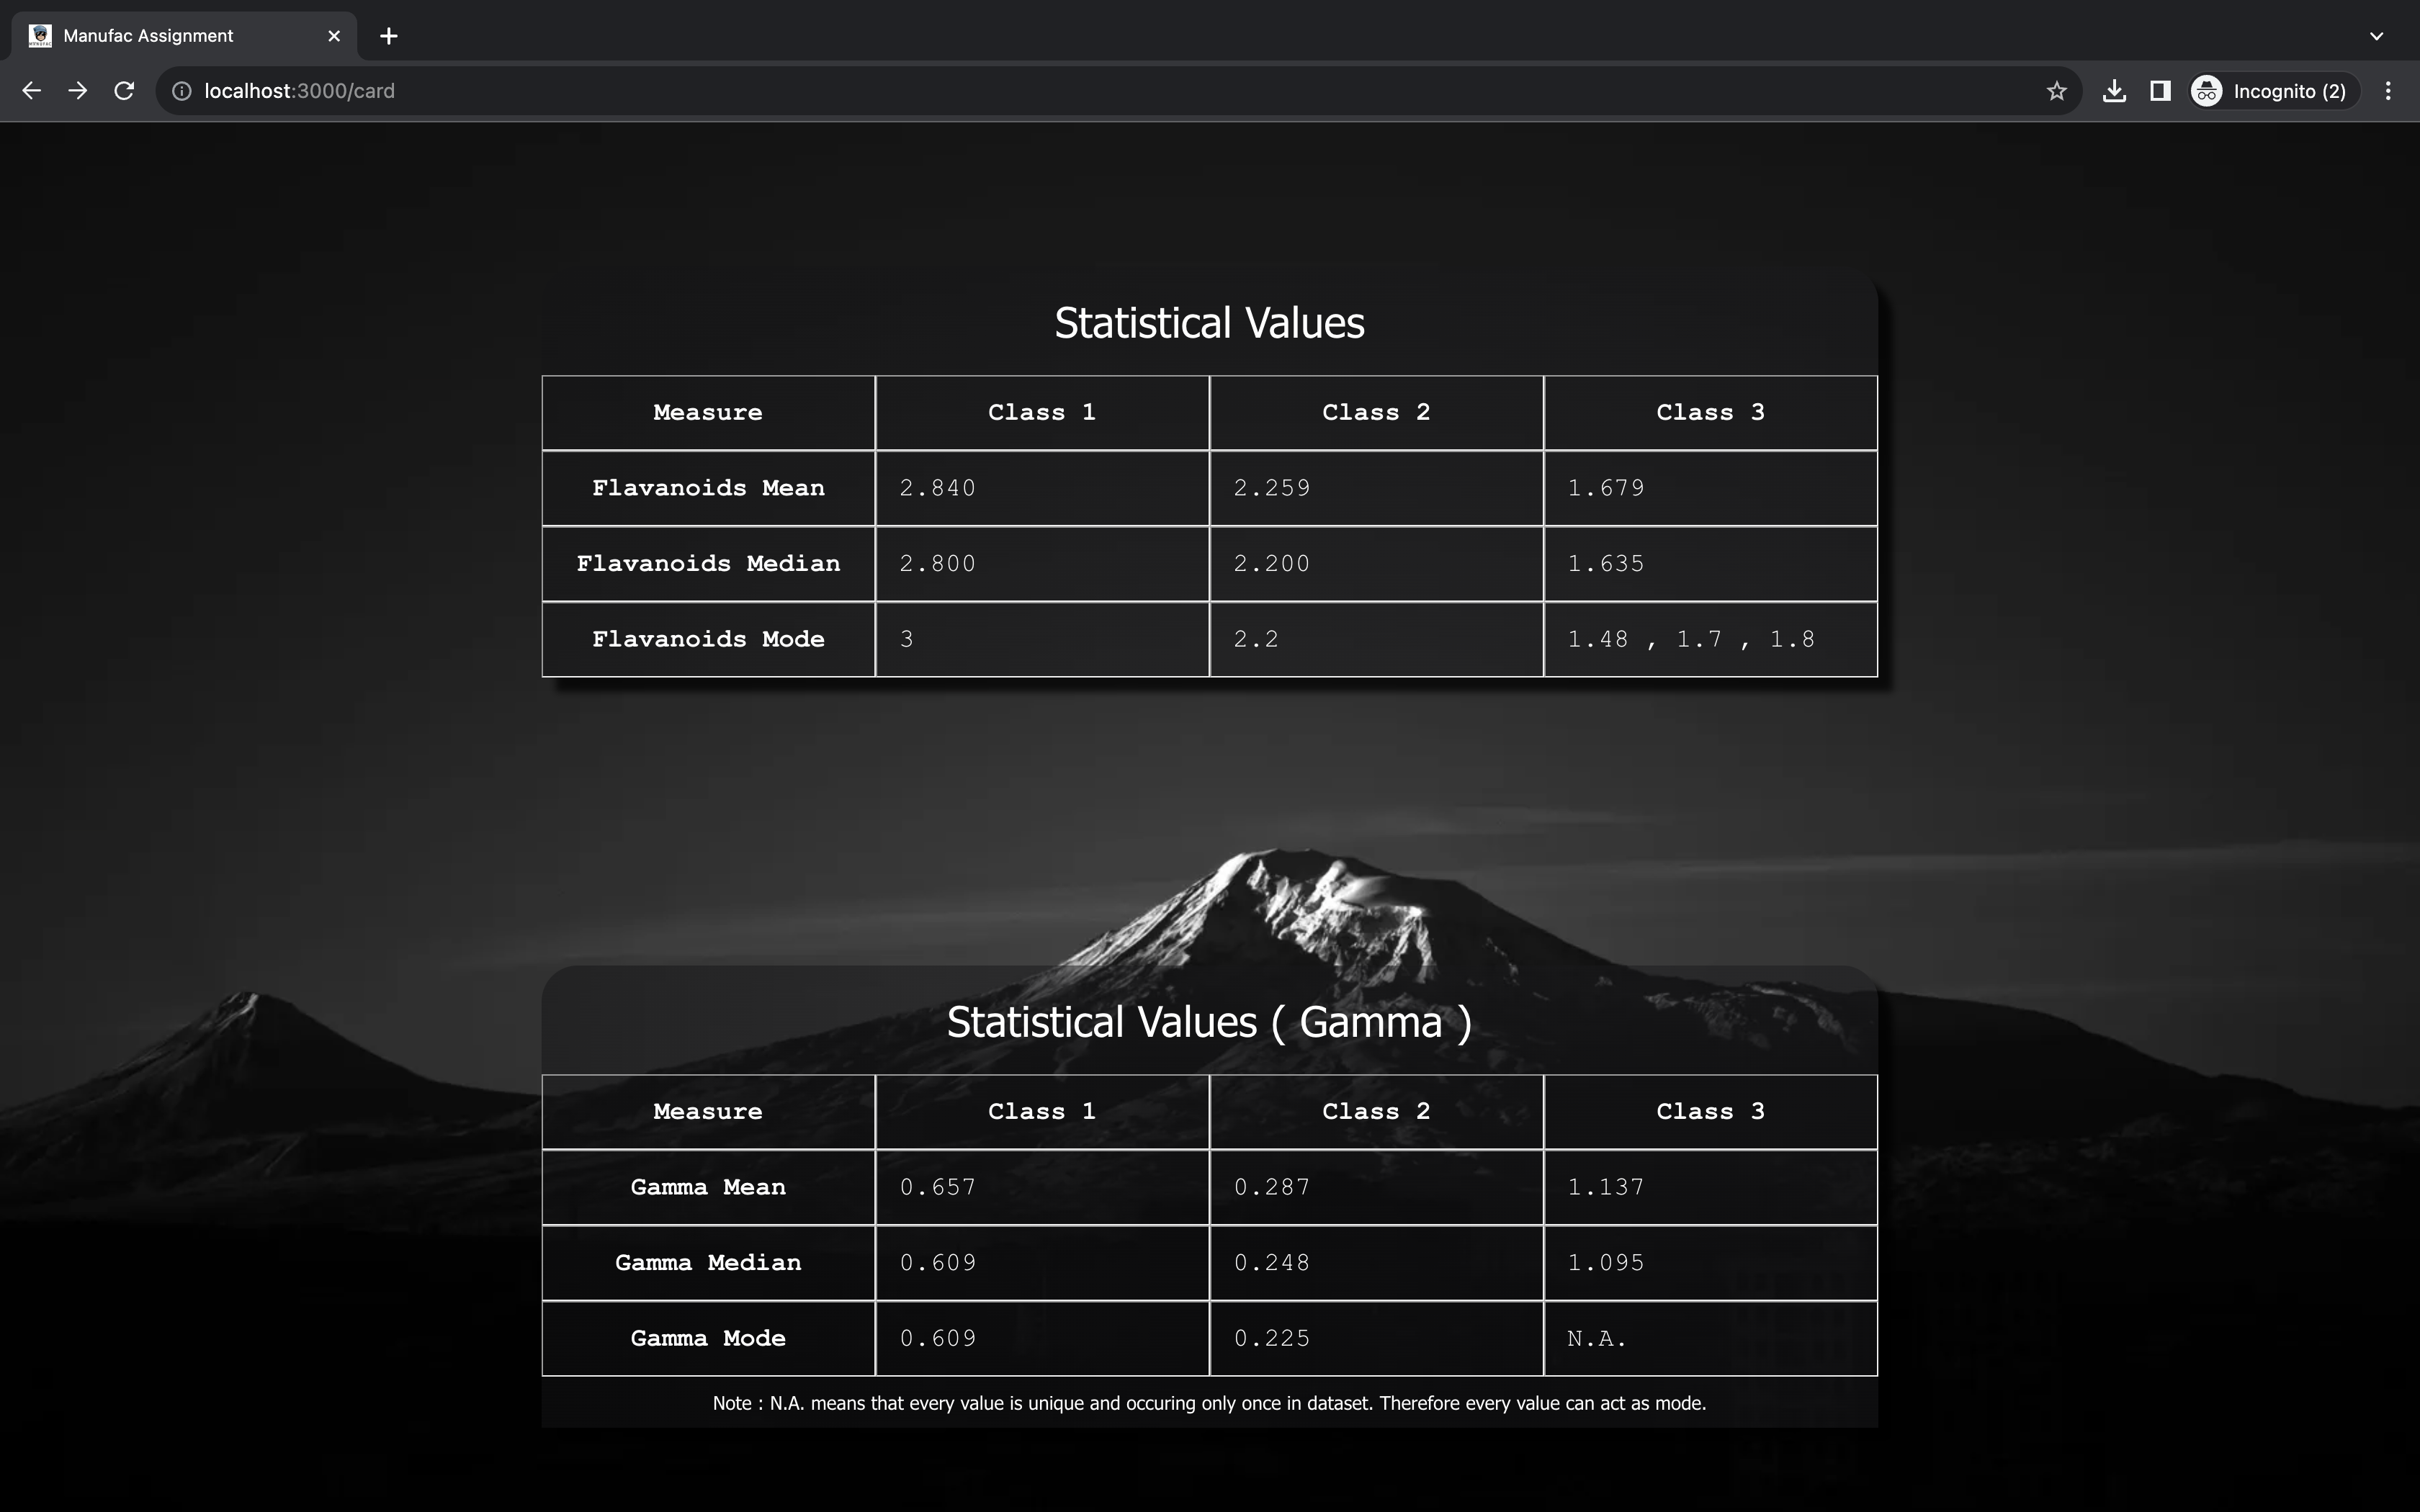 Manufac Assignment
localhost:3000/card
Incognito (2)
Statistical Values
Measure Class 1 Class 2 Class 3
Flavanoids Mean 2.840 2.259 1.679
Flavanoids Median 2.800 2.200 1.635
Flavanoids Mode 3 2.2 1.48 , 1.7 , 1.8
Statistical Values ( Gamma )
Measure Class 1 Class 2 Class 3
Gamma Mean 0.657 0.287 1.137
Gamma Median 0.609 0.248 1.095
Gamma Mode 0.609 0.225 N.A.
Note : N.A. means that every value is unique and occuring only once in dataset. Therefore every value can act as mode.